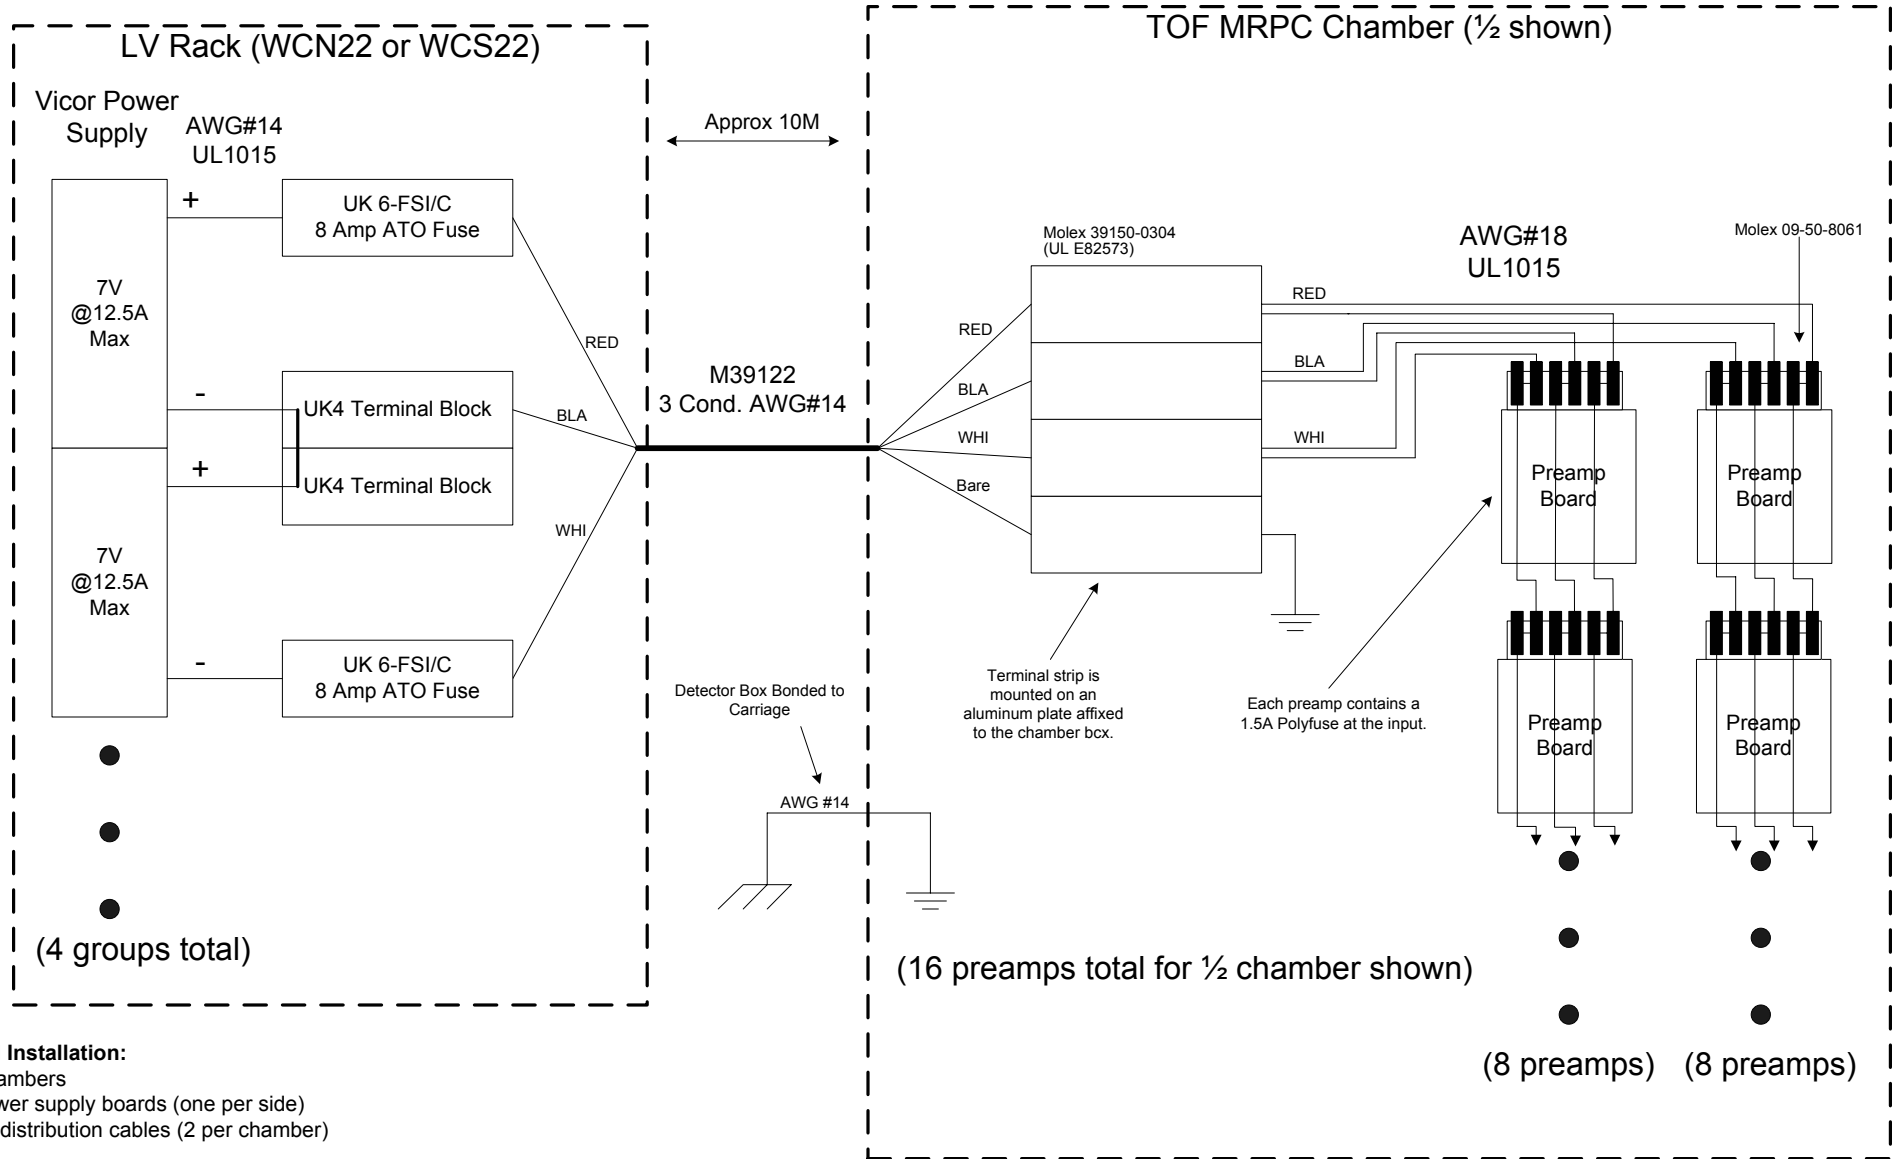 LV Rack (WCN22 or WCS22)
TOF MRPC Chamber (½ shown)
Vicor Power
Supply
AWG#14
UL1015
Approx 10M
+
UK 6-FSI/C
8 Amp ATO Fuse
7V
@12.5A
Max
-
UK4 Terminal Block
+
UK4 Terminal Block
7V
@12.5A
Max
-
UK 6-FSI/C
8 Amp ATO Fuse
RED
BLA
WHI
M39122
3 Cond. AWG#14
RED
BLA
WHI
Bare
Molex 39150-0304
(UL E82573)
RED
BLA
WHI
AWG#18
UL1015
Molex 09-50-8061
Preamp
Board
Preamp
Board
Preamp
Board
Preamp
Board
Terminal strip is
mounted on an
aluminum plate affixed
to the chamber box.
Each preamp contains a
1.5A Polyfuse at the input.
Detector Box Bonded to
Carriage
AWG #14
(4 groups total)
(16 preamps total for ½ chamber shown)
(8 preamps)
(8 preamps)
Installation:
ambers
wer supply boards (one per side)
distribution cables (2 per chamber)